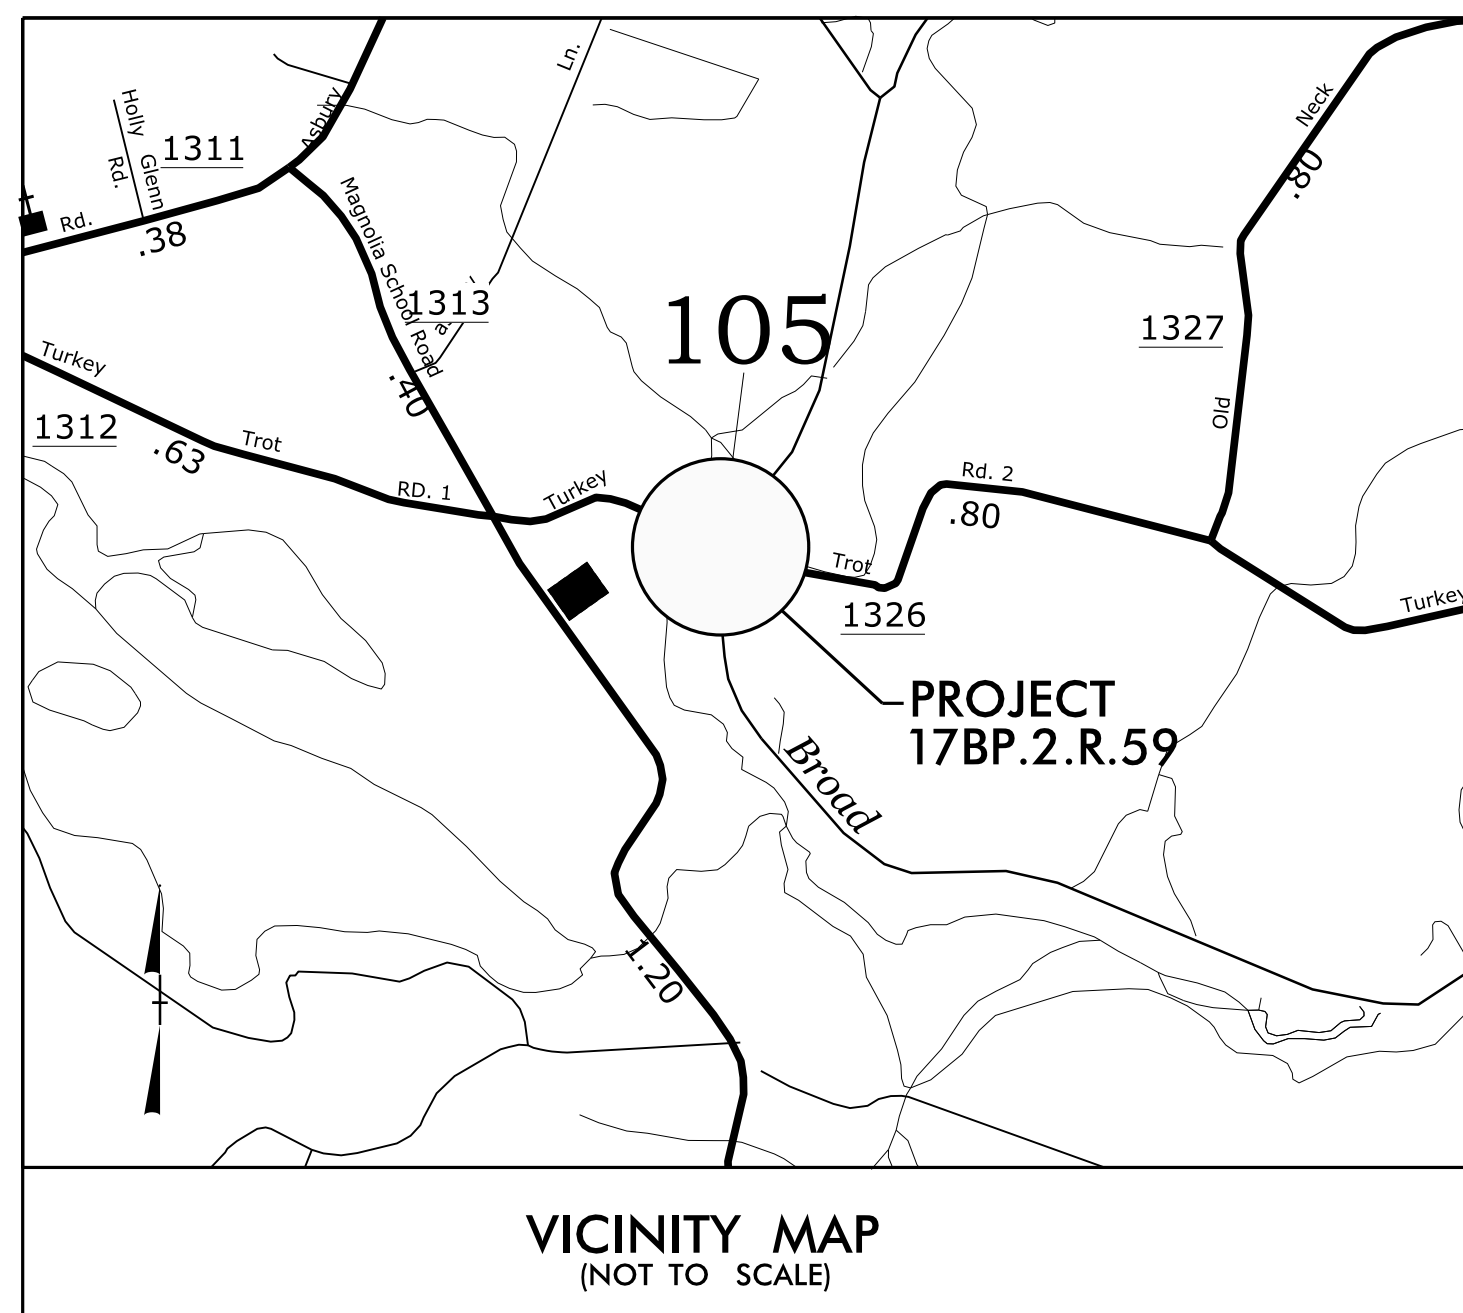 Ln.
Neck
Holly Glenn Rd.
Asbury
1311
.80
Rd.
.38
Magnolia School Road
1313
105
1327
Turkey
.40
Old
1312
.63
Trot
RD. 1
Turkey
Rd. 2
.80
Trot
1326
Turkey
PROJECT
17BP.2.R.59
Broad
1.20
VICINITY MAP
(NOT TO SCALE)